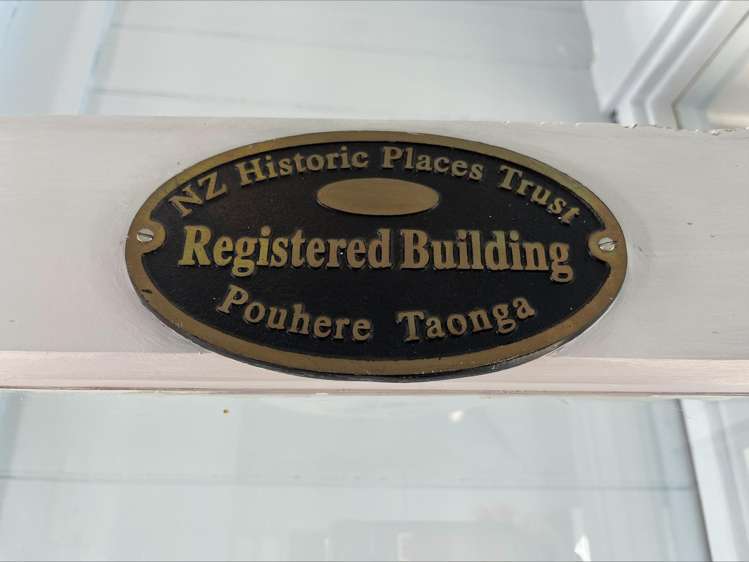 NZ Historic Places Trust
Registered Building
Pouhere Taonga